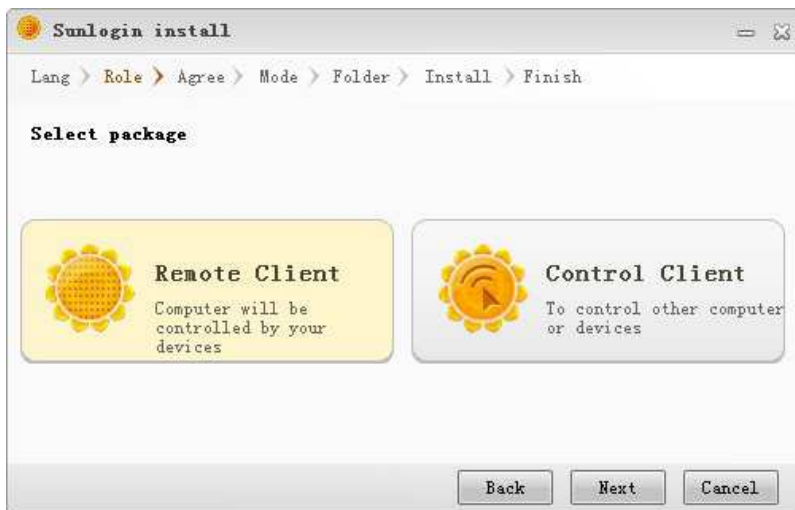 Sunlogin install
Lang > Role > Agree > Mode > Folder > Install > Finish
Select package
Remote Client
Computer will be
controlled by your
devices
Control Client
To control other computer
or devices
Back Next Cancel